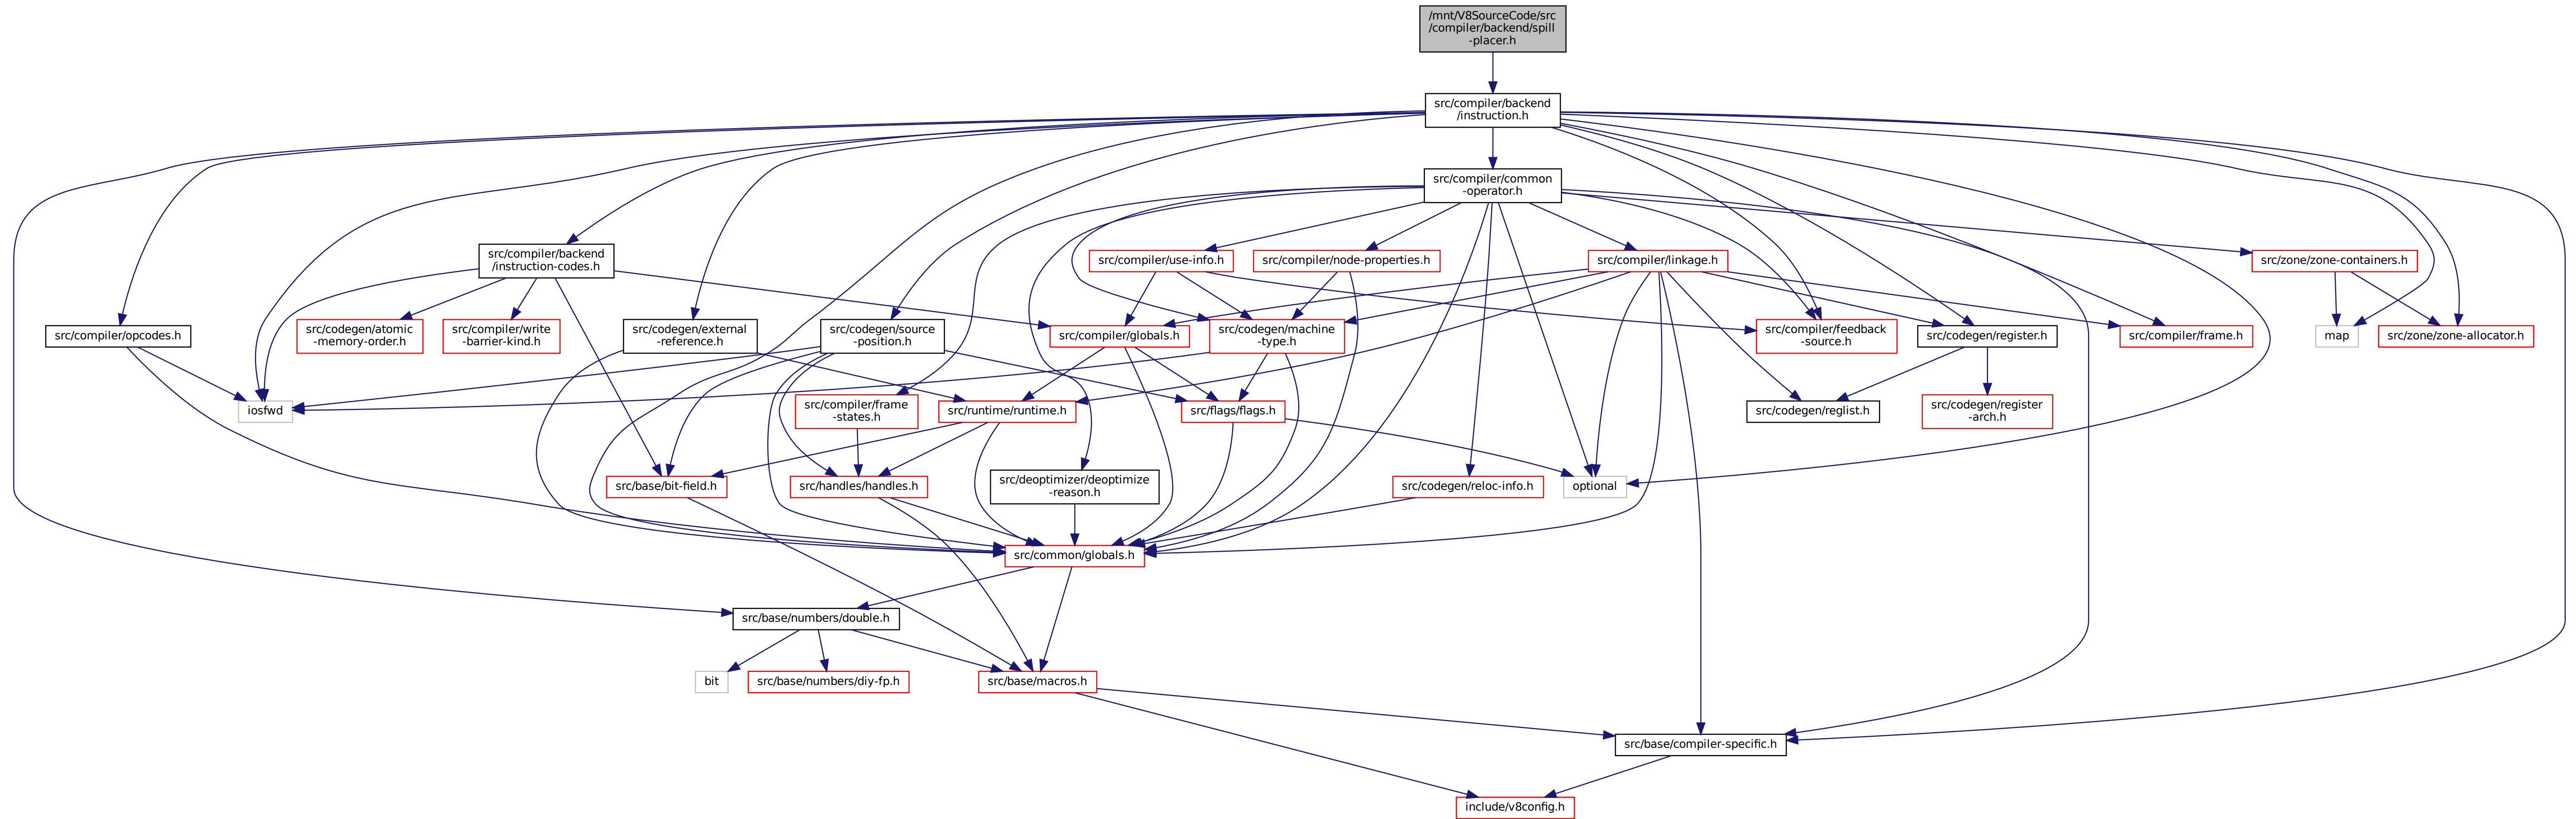 /mnt/V8SourceCode/src
/compiler/backend/spill
-placer.h
src/compiler/backend
/instruction.h
src/compiler/common
-operator.h
src/compiler/backend
/instruction-codes.h
src/compiler/use-info.h
src/compiler/node-properties.h
src/compiler/linkage.h
src/zone/zone-containers.h
src/compiler/opcodes.h
src/codegen/atomic
-memory-order.h
src/compiler/write
-barrier-kind.h
src/codegen/external
-reference.h
src/codegen/source
-position.h
src/compiler/globals.h
src/codegen/machine
-type.h
src/compiler/feedback
-source.h
src/codegen/register.h
src/compiler/frame.h
map
src/zone/zone-allocator.h
iosfwd
src/compiler/frame
-states.h
src/runtime/runtime.h
src/flags/flags.h
src/codegen/reglist.h
src/codegen/register
-arch.h
src/base/bit-field.h
src/handles/handles.h
src/deoptimizer/deoptimize
-reason.h
src/codegen/reloc-info.h
optional
src/common/globals.h
src/base/numbers/double.h
bit
src/base/numbers/diy-fp.h
src/base/macros.h
src/base/compiler-specific.h
include/v8config.h